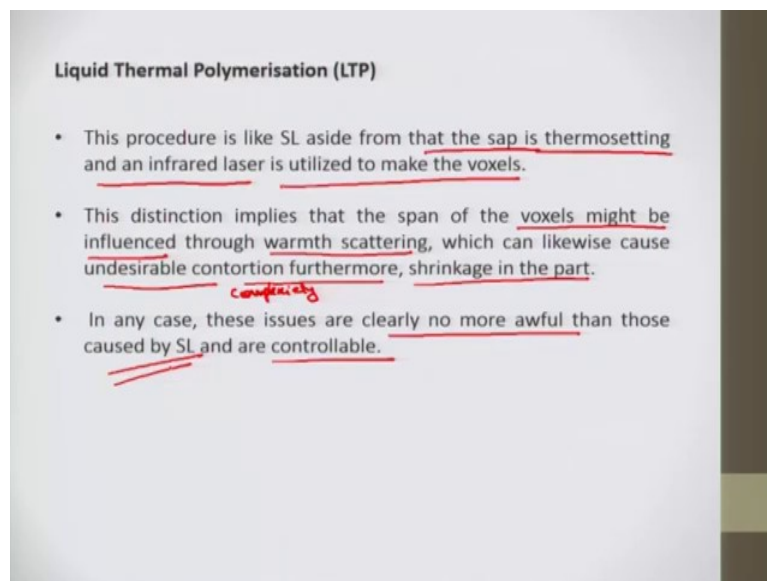 Liquid Thermal Polymerisation (LTP)
• This procedure is like SL aside from that the sap is thermosetting
and an infrared laser is utilized to make the voxels.
• This distinction implies that the span of the voxels might be
influenced through warmth scattering, which can likewise cause
undesirable contortion furthermore, shrinkage in the part.
• In any case, these issues are clearly no more awful than those
caused by SL and are controllable.